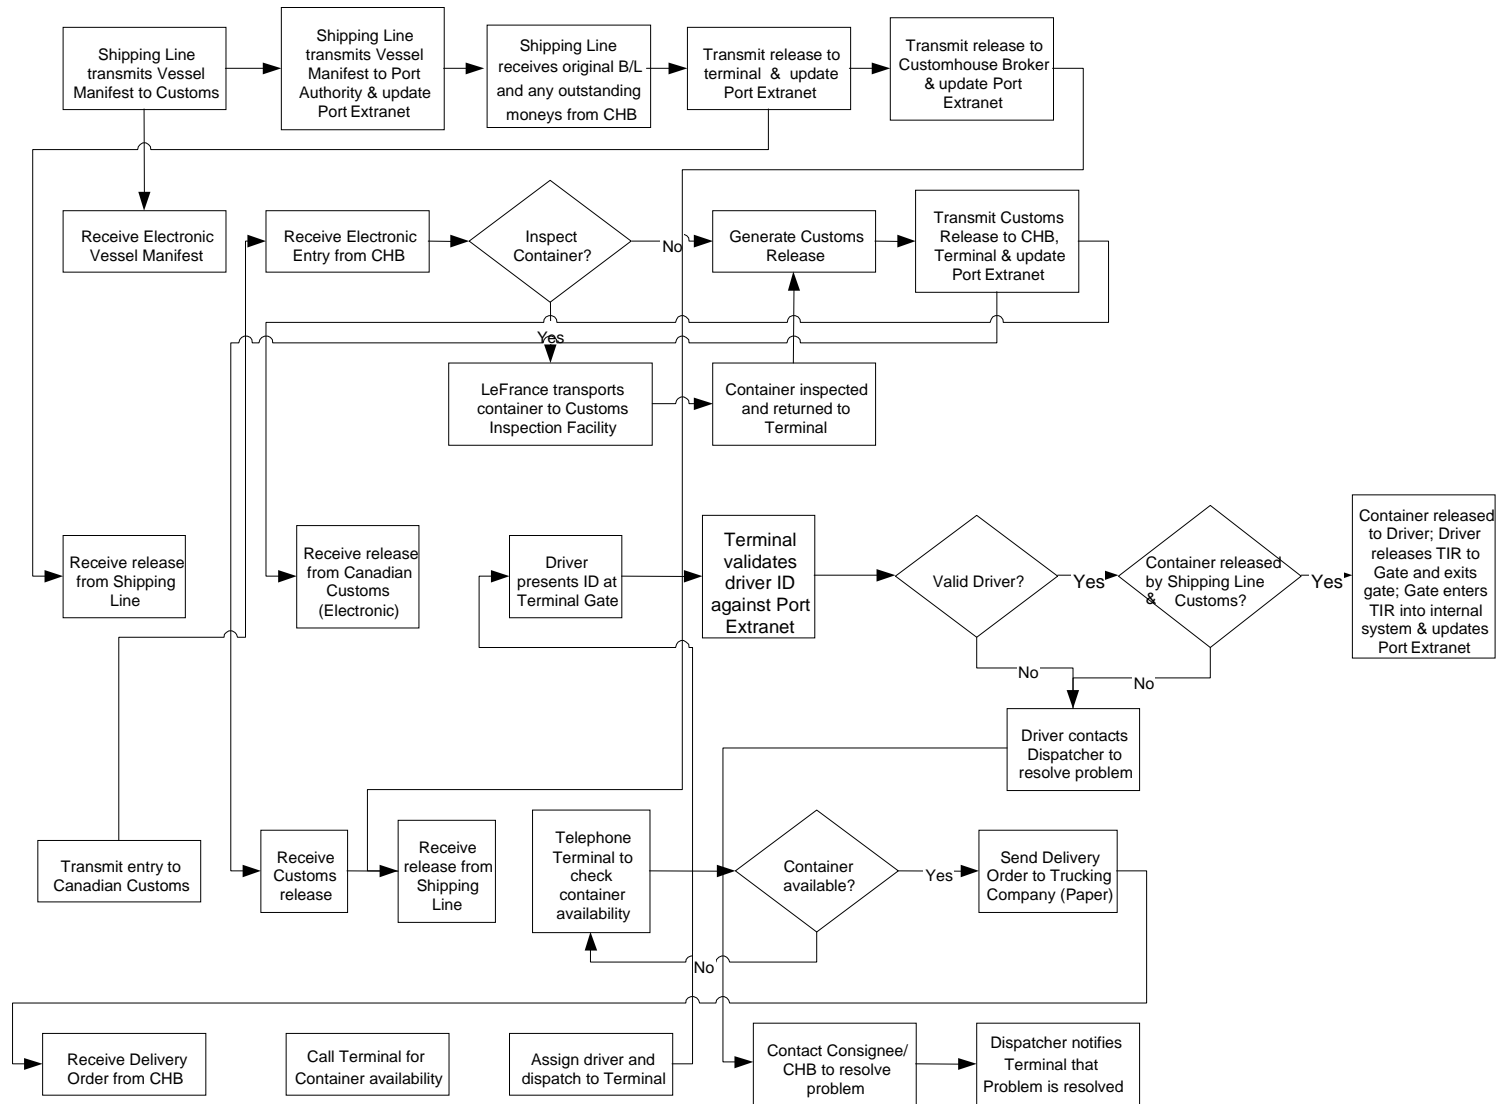 Shipping Line
transmits Vessel
Manifest to Customs
Shipping Line
transmits Vessel
Manifest to Port
Authority & update
Port Extranet
Shipping Line
receives original B/L
and any outstanding
moneys from CHB
Transmit release to
terminal & update
Port Extranet
Transmit release to
Customhouse Broker
& update Port
Extranet
Receive Electronic
Vessel Manifest
Receive Electronic
Entry from CHB
Inspect
Container?
No
Yes
Generate Customs
Release
Transmit Customs
Release to CHB,
Terminal & update
Port Extranet
LeFrance transports
container to Customs
Inspection Facility
Container inspected
and returned to
Terminal
Receive release
from Shipping
Line
Receive release
from Canadian
Customs
(Electronic)
Driver
presents ID at
Terminal Gate
Terminal
validates
driver ID
against Port
Extranet
Valid Driver?
Yes
No
Container released
by Shipping Line
&
Customs?
Yes
No
Container released
to Driver; Driver
releases TIR to
Gate and exits
gate; Gate enters
TIR into internal
system & updates
Port Extranet
Driver contacts
Dispatcher to
resolve problem
Transmit entry to
Canadian Customs
Receive
Customs
release
Receive
release from
Shipping
Line
Telephone
Terminal to
check
container
availability
Container
available?
Yes
No
Send Delivery
Order to Trucking
Company (Paper)
Receive Delivery
Order from CHB
Call Terminal for
Container availability
Assign driver and
dispatch to Terminal
Contact Consignee/
CHB to resolve
problem
Dispatcher notifies
Terminal that
Problem is resolved